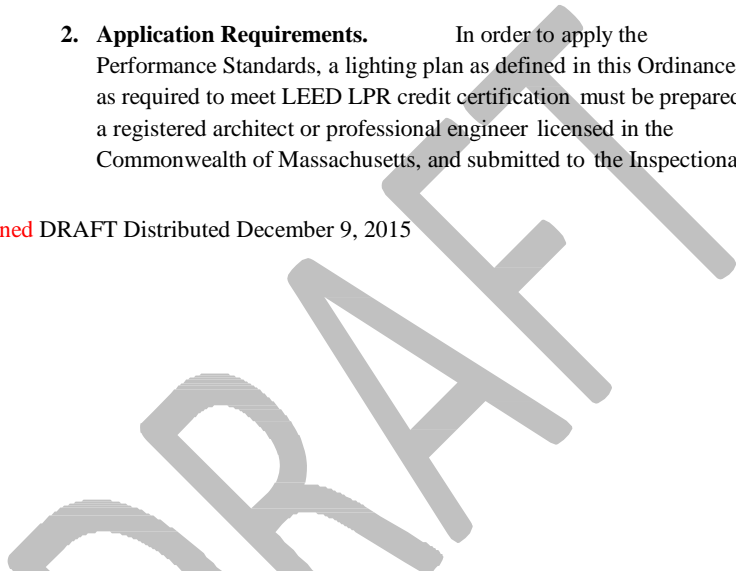 2. Application Requirements. In order to apply the
Performance Standards, a lighting plan as defined in this Ordinance
as required to meet LEED LPR credit certification must be prepared
a registered architect or professional engineer licensed in the
Commonwealth of Massachusetts, and submitted to the Inspectiona
ned DRAFT Distributed December 9, 2015
DRAFT